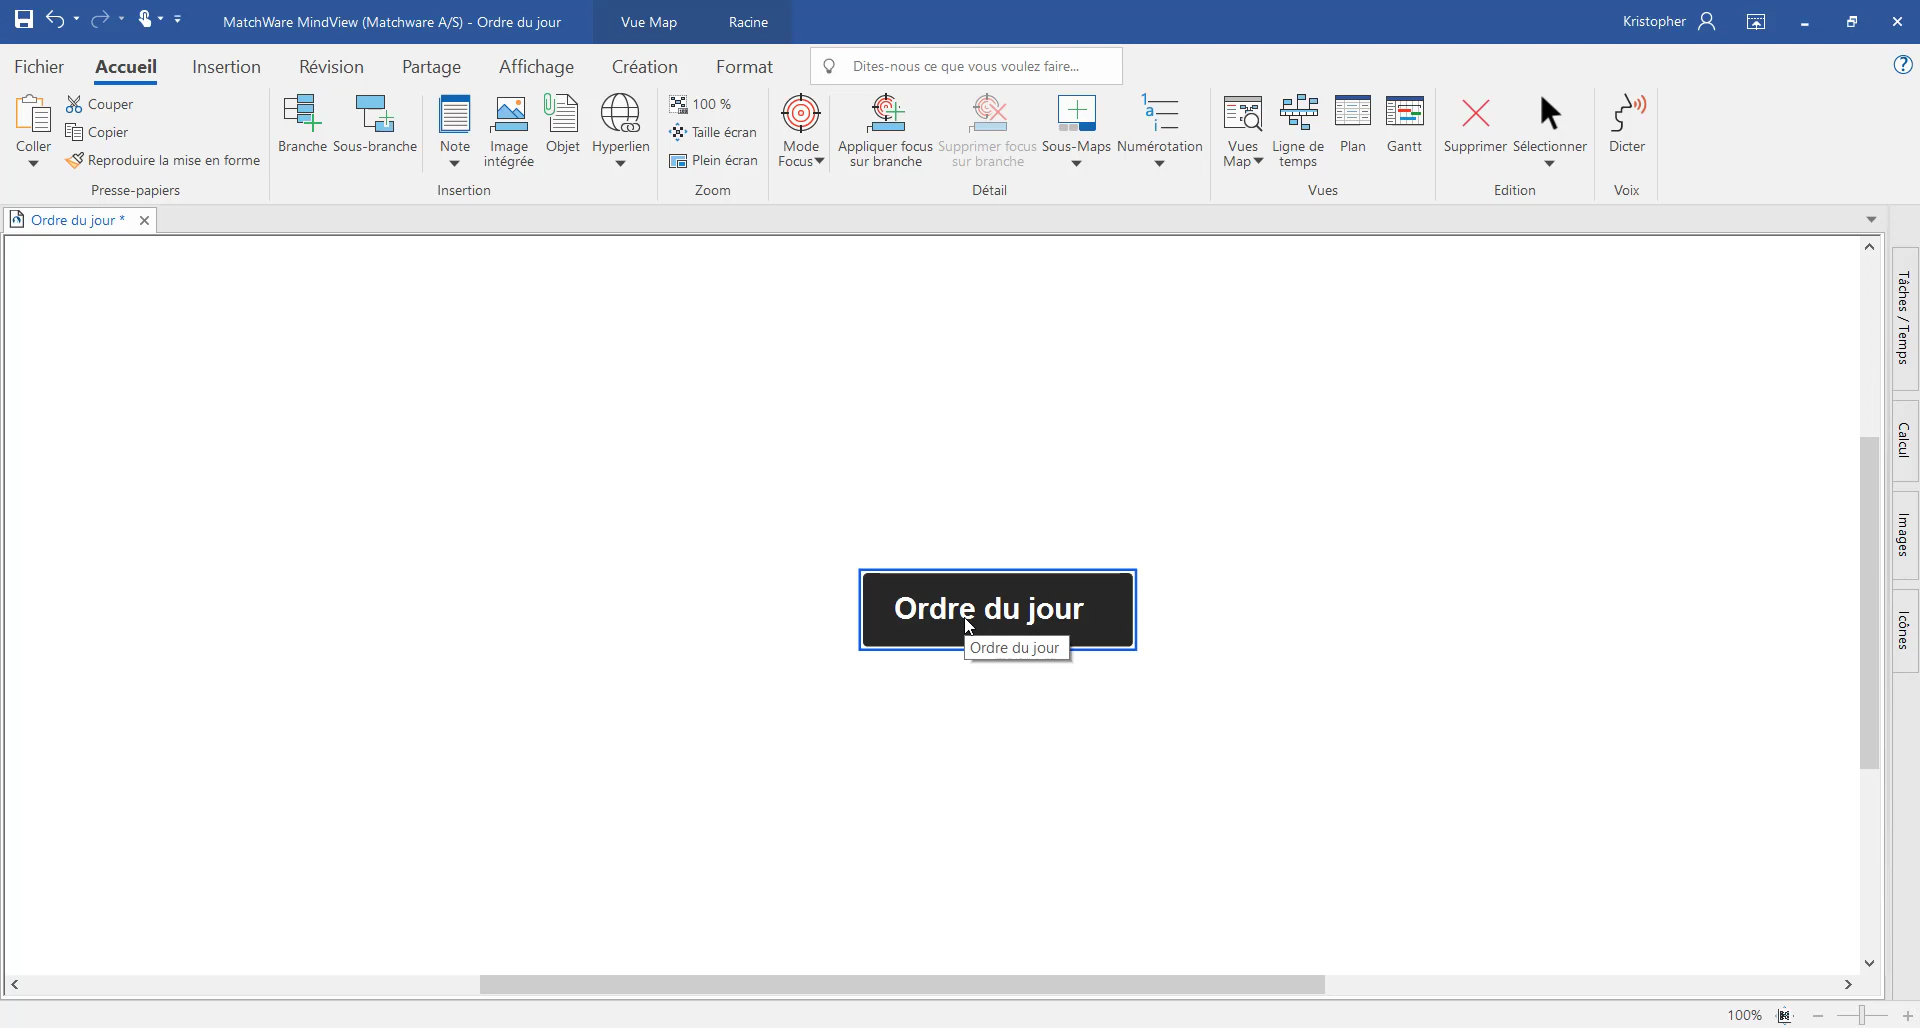 MatchWare MindView (Matchware A/S) - Ordre du jour
Vue Map
Racine
Kristopher
Fichier
Accueil
Insertion
Révision
Partage
Affichage
Création
Format
Dites-nous ce que vous voulez faire...
Coller
Couper
Copier
Reproduire la mise en forme
Presse-papiers
Branche
Sous-branche
Note
Image
intégrée
Objet
Hyperlien
Insertion
100 %
Taille écran
Plein écran
Zoom
Mode
Focus
Appliquer focus
sur branche
Supprimer focus
sur branche
Sous-Maps
Numérotation
Détail
Vues
Map
Ligne de
temps
Plan
Gantt
Vues
Supprimer
Sélectionner
Edition
Dicter
Voix
Ordre du jour *
Tâches / Temps
Calcul
Images
Icônes
Ordre du jour
Ordre du jour
100%